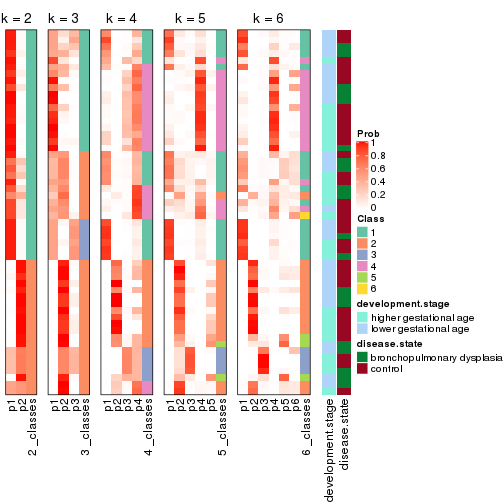 k = 2 k = 3 k = 4 k = 5 k = 6
Prob
1
0.8
0.6
0.4
0.2
0
Class
1
2
3
4
5
6
development.stage
higher gestational age
lower gestational age
disease.state
bronchopulmonary dysplasia
control
p1
p2
2_classes
p1
p2
p3
3_classes
p1
p2
p3
p4
4_classes
p1
p2
p3
p4
p5
5_classes
p1
p2
p3
p4
p5
p6
6_classes
development.stage
disease.state